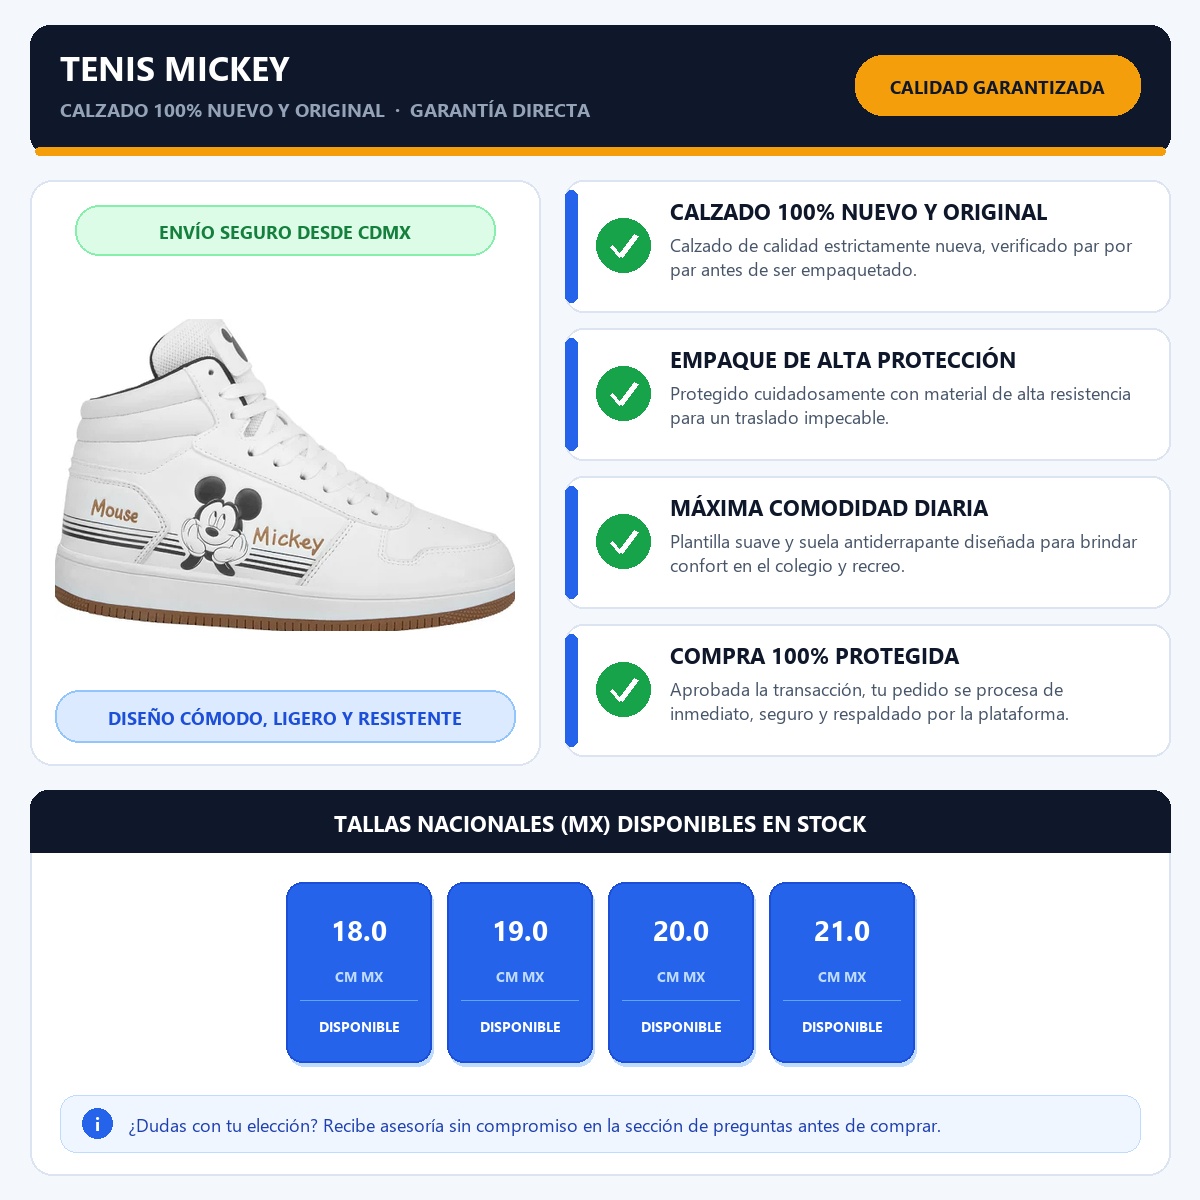 TENIS MICKEY
CALZADO 100% NUEVO Y ORIGINAL · GARANTÍA DIRECTA
CALIDAD GARANTIZADA
ENVÍO SEGURO DESDE CDMX
Mouse
Mickey
DISEÑO CÓMODO, LIGERO Y RESISTENTE
CALZADO 100% NUEVO Y ORIGINAL
Calzado de calidad estrictamente nueva, verificado par por
par antes de ser empaquetado.
EMPAQUE DE ALTA PROTECCIÓN
Protegido cuidadosamente con material de alta resistencia
para un traslado impecable.
MÁXIMA COMODIDAD DIARIA
Plantilla suave y suela antiderrapante diseñada para brindar
confort en el colegio y recreo.
COMPRA 100% PROTEGIDA
Aprobada la transacción, tu pedido se procesa de
inmediato, seguro y respaldado por la plataforma.
TALLAS NACIONALES (MX) DISPONIBLES EN STOCK
18.0
CM MX
DISPONIBLE
19.0
CM MX
DISPONIBLE
20.0
CM MX
DISPONIBLE
21.0
CM MX
DISPONIBLE
i
¿Dudas con tu elección? Recibe asesoría sin compromiso en la sección de preguntas antes de comprar.